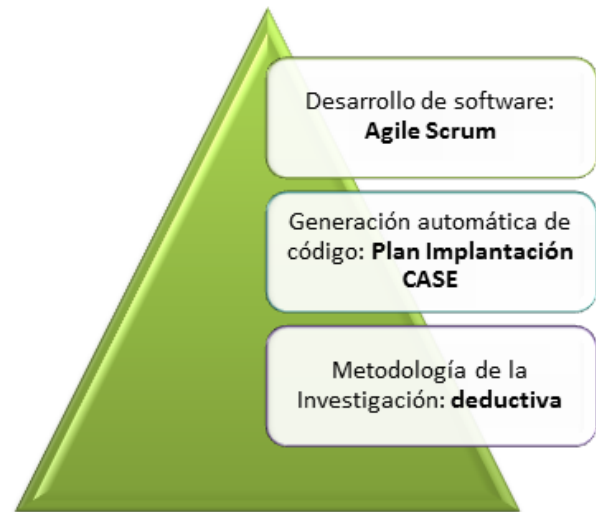 Desarrollo de software:
Agile Scrum
Generación automática de
código: Plan Implantación
CASE
Metodología de la
Investigación: deductiva